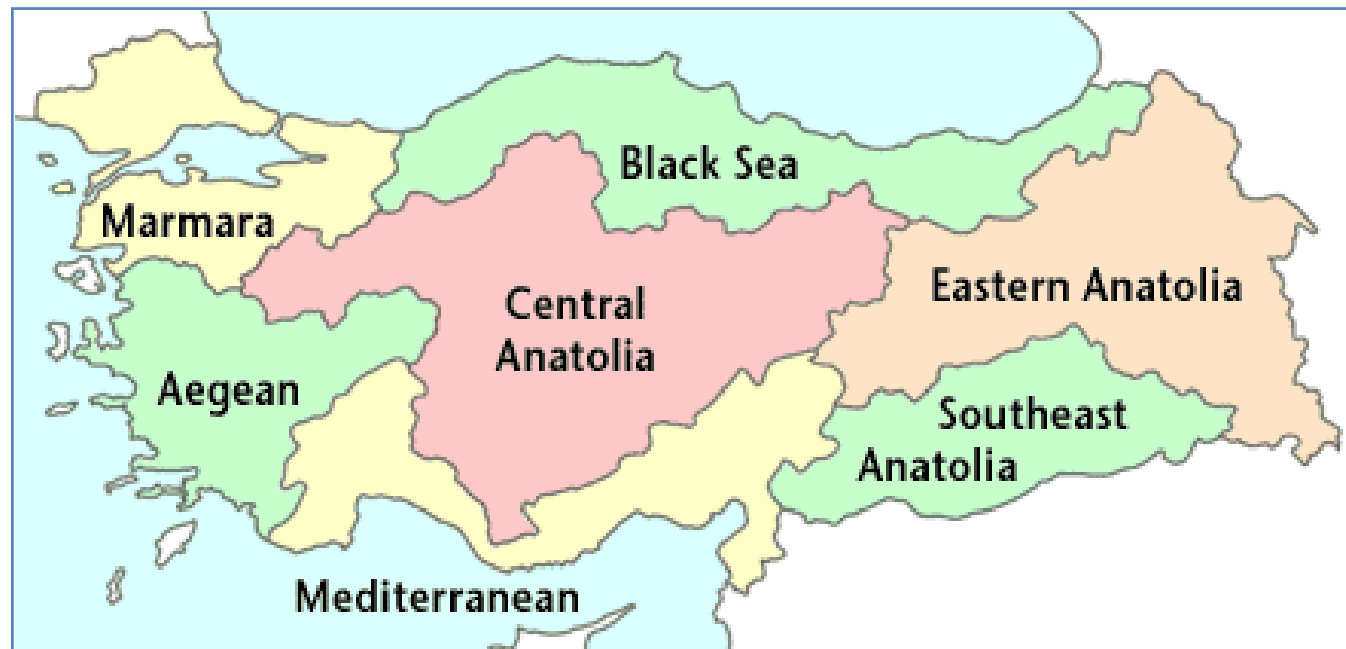 Black Sea
Marmara
Eastern Anatolia
Central
Anatolia
Aegean
Southeast
Anatolia
Mediterranean